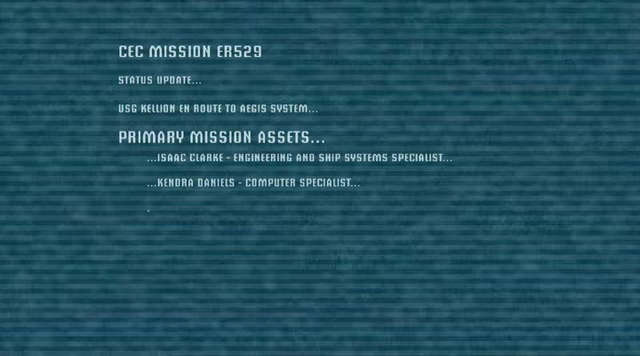 CEC MISSION ER529
STATUS UPDATE...
USG KELLION EN ROUTE TO AEGIS SYSTEM...
PRIMARY MISSION ASSETS...
...ISAAC CLARKE - ENGINEERING AND SHIP SYSTEMS SPECIALIST...
...KENDRA DANIELS - COMPUTER SPECIALIST...
.